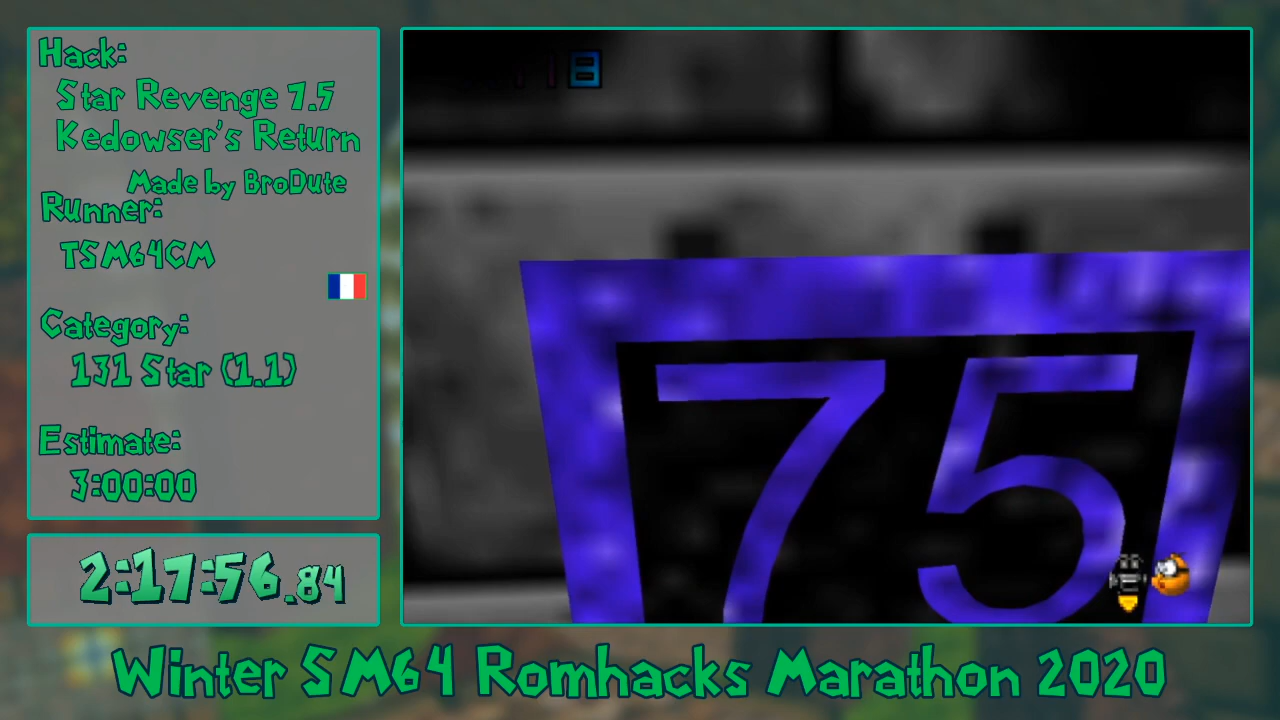 Hack:
Star Revenge 7.5
Kedowser's Return
Made by BroDute
Runner:
TSM64CM
Category:
131 Star (1.1)
Estimate:
3:00:00
2:17:56.84
18
75
Winter SM64 Romhacks Marathon 2020